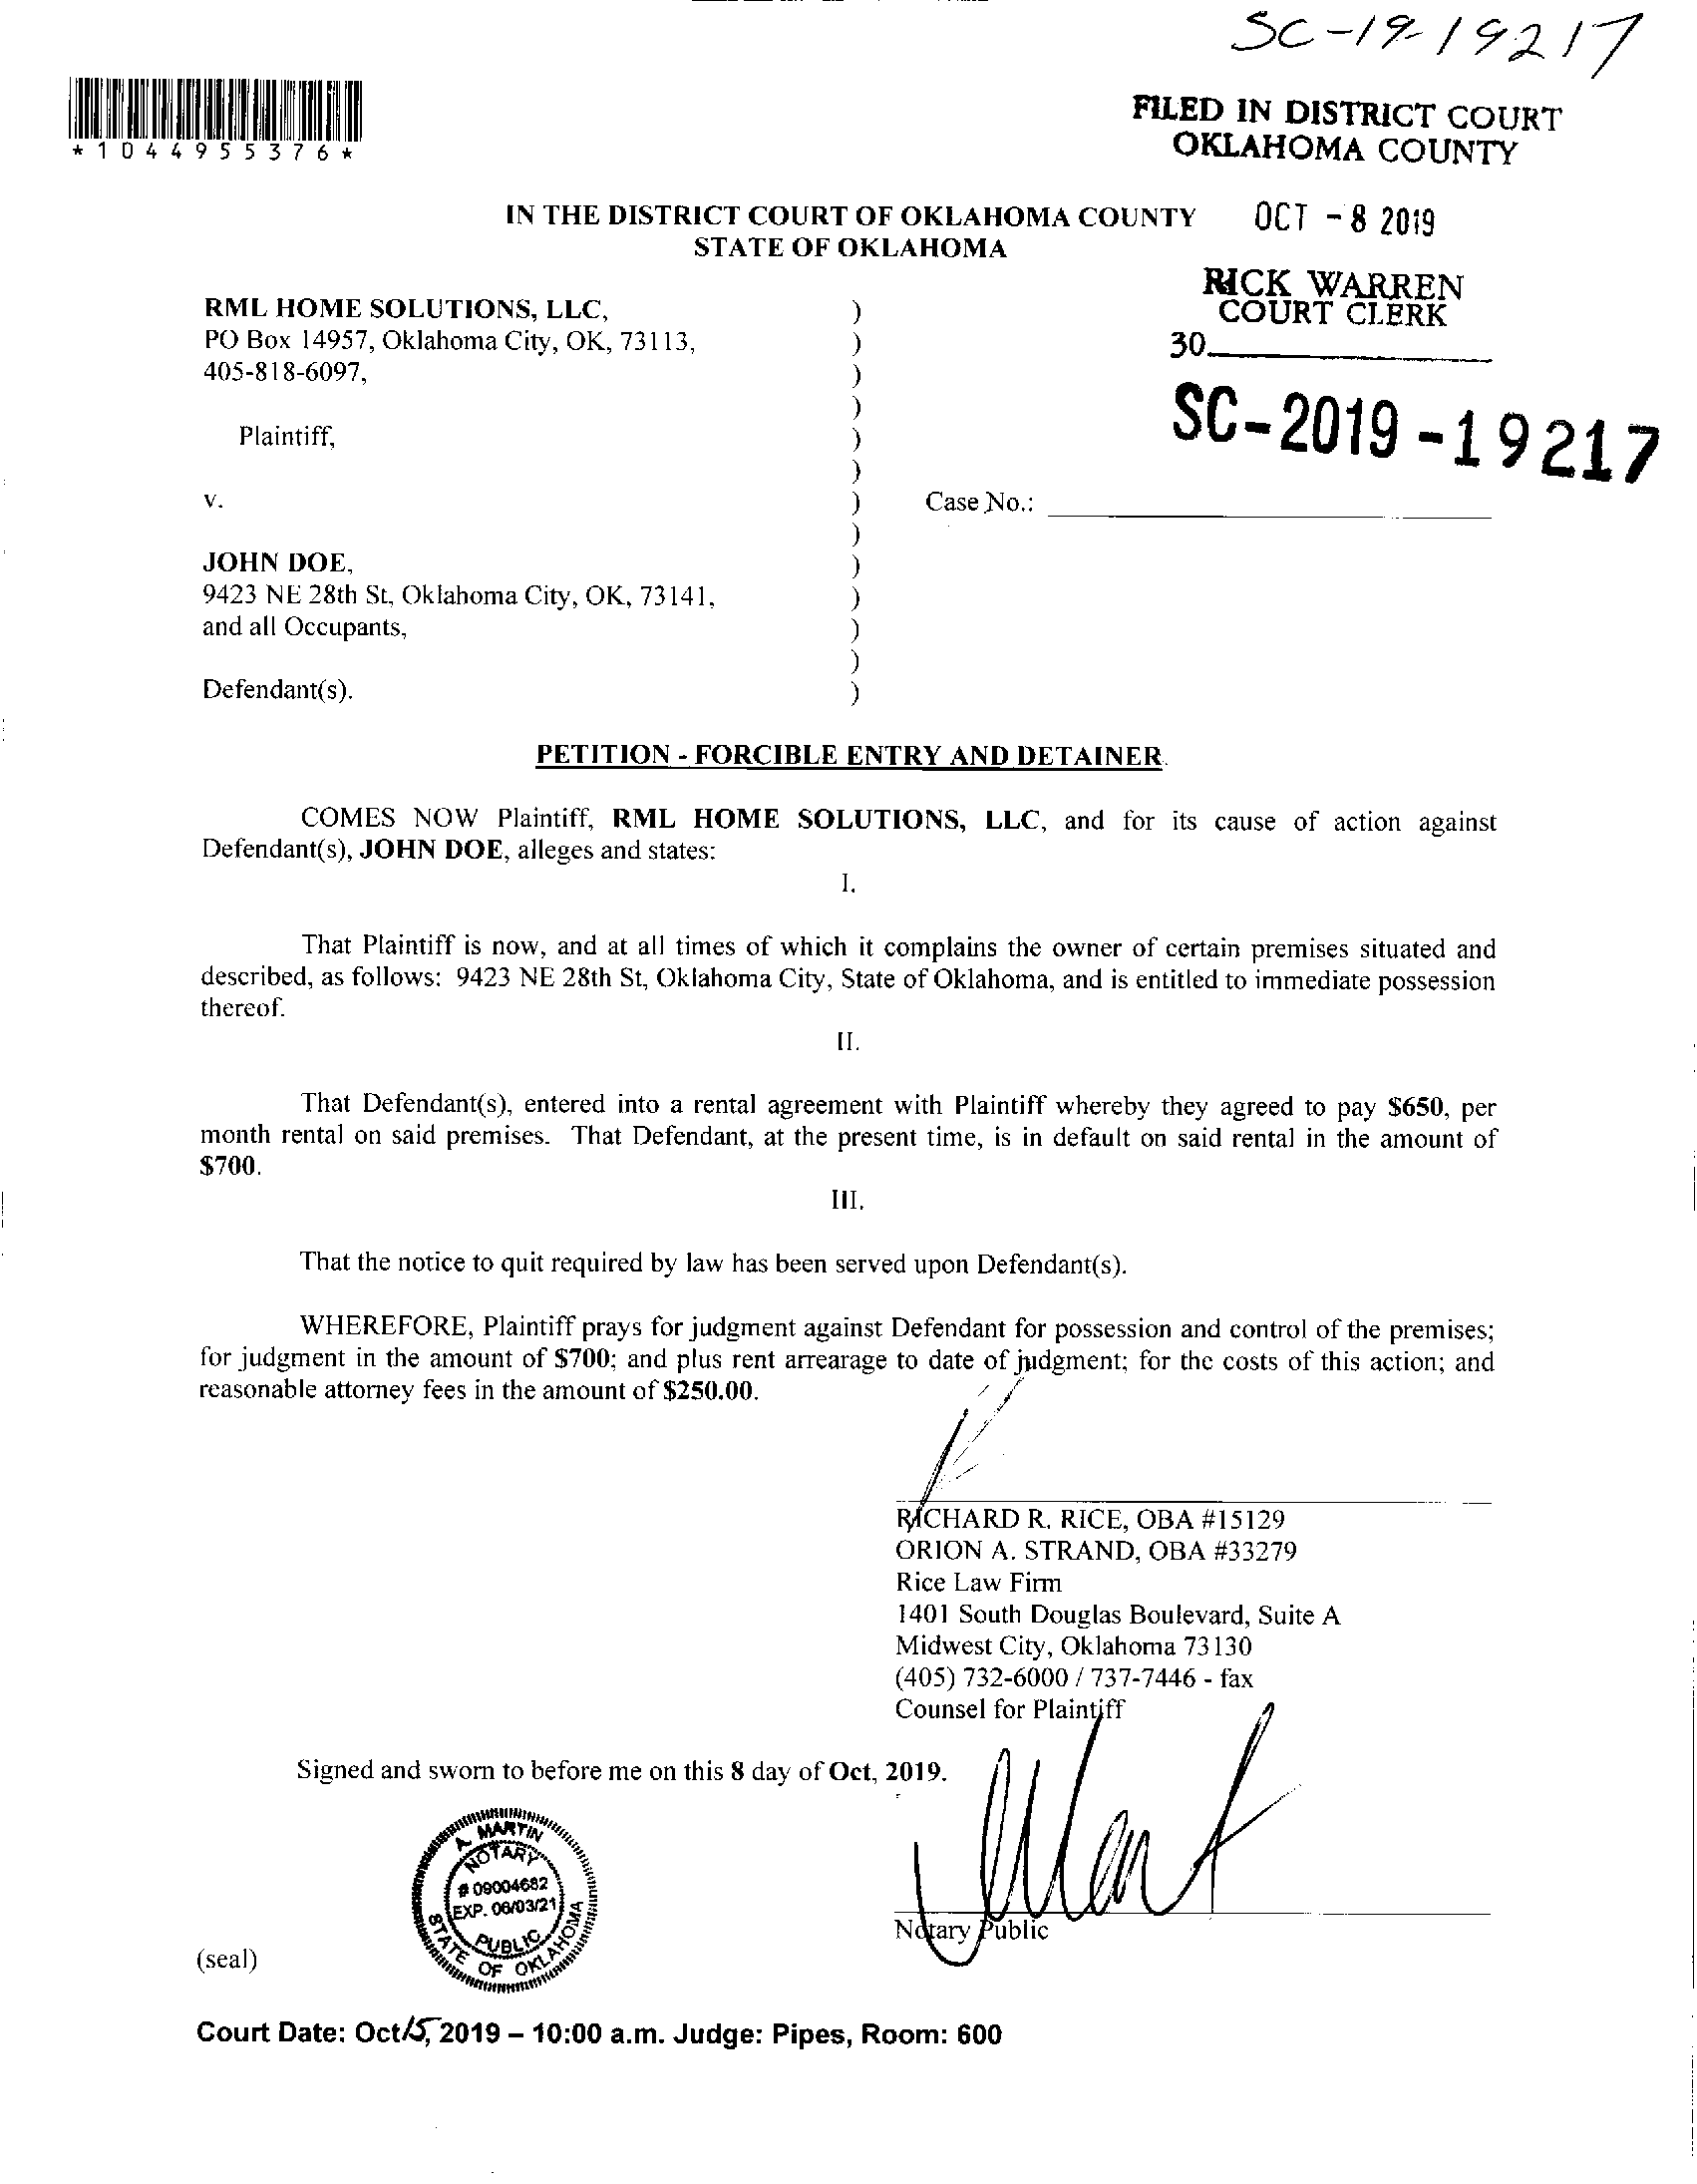 SC-19-19217
FILED IN DISTRICT COURT
OKLAHOMA COUNTY
*1044955376*
IN THE DISTRICT COURT OF OKLAHOMA COUNTY
STATE OF OKLAHOMA
OCT -8 2019
RICK WARREN
COURT CLERK
30
RML HOME SOLUTIONS, LLC, )
PO Box 14957, Oklahoma City, OK, 73113, )
405-818-6097, )
)
Plaintiff, )
)
SC-2019-19217
v. ) Case No.:
)
JOHN DOE, )
9423 NE 28th St, Oklahoma City, OK, 73141, )
and all Occupants, )
)
Defendant(s). )
PETITION - FORCIBLE ENTRY AND DETAINER
COMES NOW Plaintiff, RML HOME SOLUTIONS, LLC, and for its cause of action against
Defendant(s), JOHN DOE, alleges and states:
I.
That Plaintiff is now, and at all times of which it complains the owner of certain premises situated and
described, as follows: 9423 NE 28th St, Oklahoma City, State of Oklahoma, and is entitled to immediate possession
thereof.
II.
That Defendant(s), entered into a rental agreement with Plaintiff whereby they agreed to pay $650, per
month rental on said premises. That Defendant, at the present time, is in default on said rental in the amount of
$700.
III.
That the notice to quit required by law has been served upon Defendant(s).
WHEREFORE, Plaintiff prays for judgment against Defendant for possession and control of the premises;
for judgment in the amount of $700; and plus rent arrearage to date of judgment; for the costs of this action; and
reasonable attorney fees in the amount of $250.00.
RICHARD R. RICE, OBA #15129
ORION A. STRAND, OBA #33279
Rice Law Firm
1401 South Douglas Boulevard, Suite A
Midwest City, Oklahoma 73130
(405) 732-6000 / 737-7446 - fax
Counsel for Plaintiff
Signed and sworn to before me on this 8 day of Oct, 2019.
A. MARTIN
NOTARY
# 09004682
EXP. 06/03/21
PUBLIC
STATE OF OKLAHOMA
Notary Public
(seal)
Court Date: Oct 15, 2019 – 10:00 a.m. Judge: Pipes, Room: 600